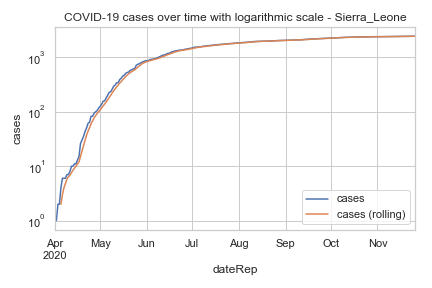 COVID-19 cases over time with logarithmic scale - Sierra_Leone
cases
10³
10²
10¹
10⁰
cases
cases (rolling)
Apr May Jun Jul Aug Sep Oct Nov
2020
dateRep